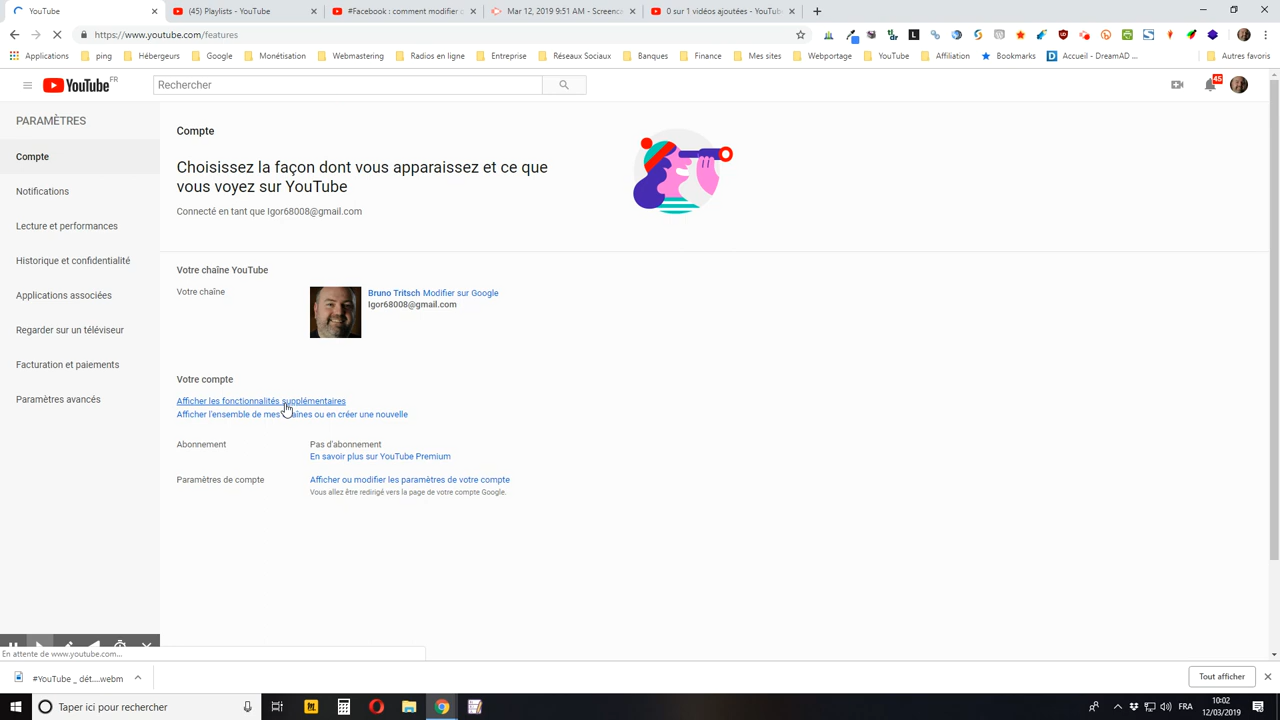 YouTube
(45) Playlists - YouTube
#Facebook : comment modifier
Mar 12, 2019 9:51 AM - Screenc
0 sur 1 vidéos ajoutées - YouTub
https://www.youtube.com/features
Applications
ping
Hébergeurs
Monétisation
Webmastering
Radios en ligne
Entreprise
Réseaux Sociaux
Banques
Finance
Mes sites
Webportage
YouTube
Affiliation
Bookmarks
Accueil - DreamAD ...
Autres favoris
YouTube FR
Rechercher
45
PARAMÈTRES
Compte
Notifications
Lecture et performances
Historique et confidentialité
Applications associées
Regarder sur un téléviseur
Facturation et paiements
Paramètres avancés
Compte
Choisissez la façon dont vous apparaissez et ce que
vous voyez sur YouTube
Connecté en tant que Igor68008@gmail.com
Votre chaîne YouTube
Votre chaîne
Bruno Tritsch Modifier sur Google
Igor68008@gmail.com
Votre compte
Afficher les fonctionnalités supplémentaires
Afficher l'ensemble de mes chaînes ou en créer une nouvelle
Abonnement
Pas d'abonnement
En savoir plus sur YouTube Premium
Paramètres de compte
Afficher ou modifier les paramètres de votre compte
Vous allez être redirigé vers la page de votre compte Google.
En attente de www.youtube.com...
#YouTube _ dét....webm
Tout afficher
Taper ici pour rechercher
FRA
10:02
12/03/2019